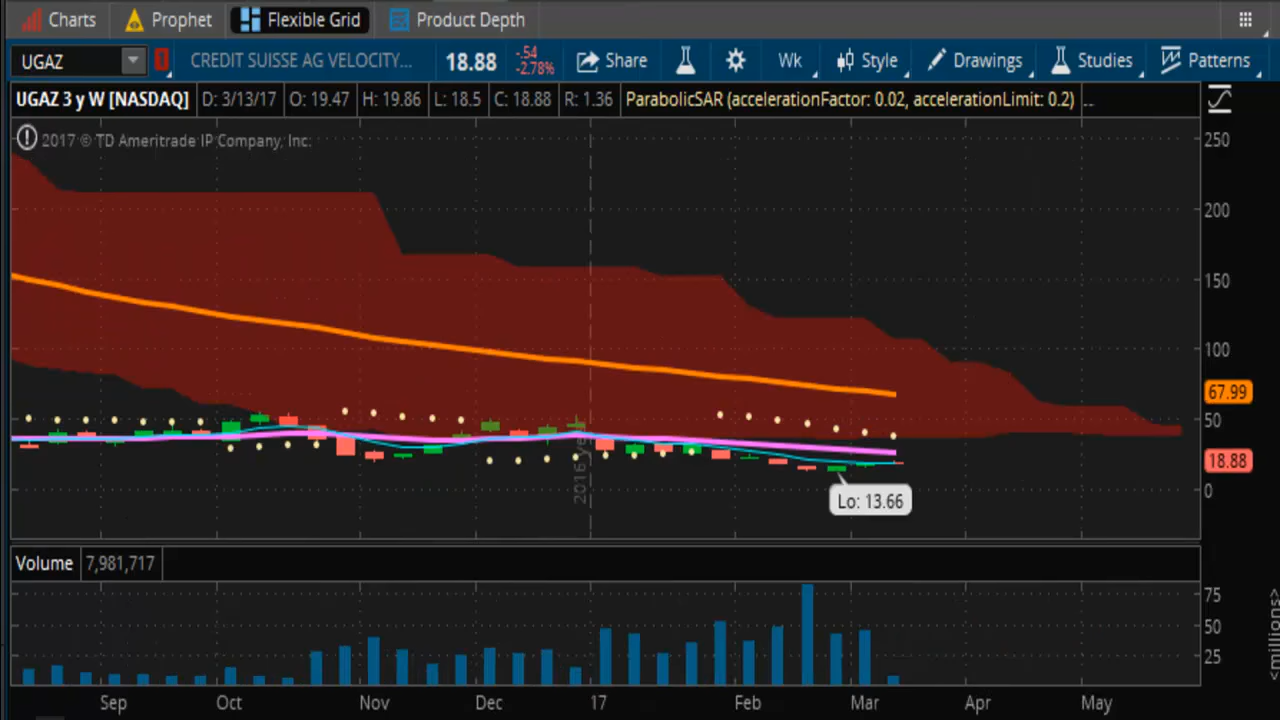 Charts Prophet Flexible Grid Product Depth
UGAZ CREDIT SUISSE AG VELOCITY... 18.88 -.54 -2.78% Share Wk Style Drawings Studies Patterns
UGAZ 3 y W [NASDAQ] D: 3/13/17 O: 19.47 H: 19.86 L: 18.5 C: 18.88 R: 1.36 ParabolicSAR (accelerationFactor: 0.02, accelerationLimit: 0.2) ...
2017 © TD Ameritrade IP Company, Inc.
250
200
150
100
67.99
50
18.88
0
2016 year
Lo: 13.66
Volume 7,981,717
75
50
25
<millions>
Sep Oct Nov Dec 17 Feb Mar Apr May